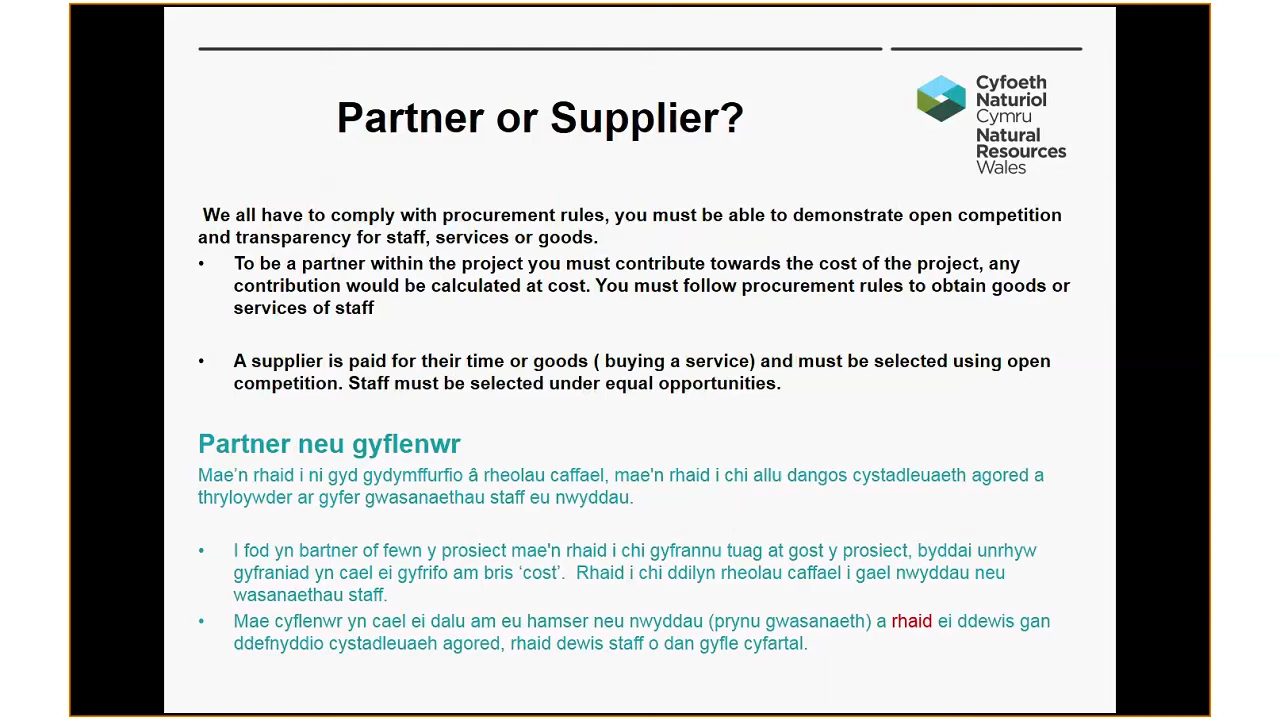 Partner or Supplier?
Cyfoeth
Naturiol
Cymru
Natural
Resources
Wales
We all have to comply with procurement rules, you must be able to demonstrate open competition
and transparency for staff, services or goods.
• To be a partner within the project you must contribute towards the cost of the project, any
contribution would be calculated at cost. You must follow procurement rules to obtain goods or
services of staff
• A supplier is paid for their time or goods ( buying a service) and must be selected using open
competition. Staff must be selected under equal opportunities.
Partner neu gyflenwr
Mae’n rhaid i ni gyd gydymffurfio â rheolau caffael, mae'n rhaid i chi allu dangos cystadleuaeth agored a
thryloywder ar gyfer gwasanaethau staff eu nwyddau.
• I fod yn bartner of fewn y prosiect mae'n rhaid i chi gyfrannu tuag at gost y prosiect, byddai unrhyw
gyfraniad yn cael ei gyfrifo am bris ‘cost’. Rhaid i chi ddilyn rheolau caffael i gael nwyddau neu
wasanaethau staff.
• Mae cyflenwr yn cael ei dalu am eu hamser neu nwyddau (prynu gwasanaeth) a rhaid ei ddewis gan
ddefnyddio cystadleuaeh agored, rhaid dewis staff o dan gyfle cyfartal.